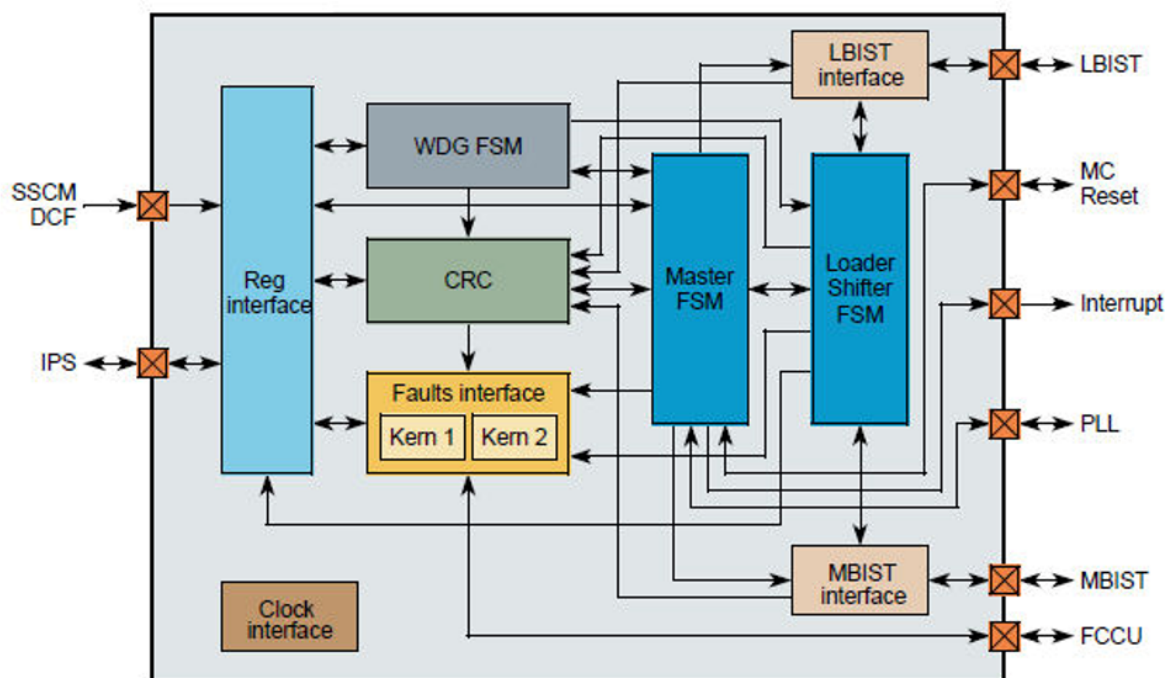 LBIST
interface
LBIST
WDG FSM
MC
Reset
SSCM
DCF
Reg
interface
CRC
Master
FSM
Loader
Shifter
FSM
Interrupt
IPS
Faults interface
Kern 1
Kern 2
PLL
MBIST
interface
MBIST
Clock
interface
FCCU